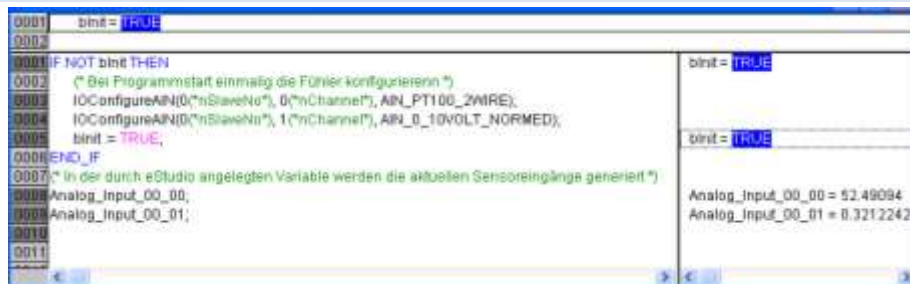 0001 bInit = TRUE
0002
0001 IF NOT bInit THEN bInit = TRUE
0002 (* Bei Programmstart einmalig die Fühler konfigurierenn *)
0003 IOConfigureAIN(0(*nSlaveNo*), 0(*nChannel*), AIN_PT100_2WIRE);
0004 IOConfigureAIN(0(*nSlaveNo*), 1(*nChannel*), AIN_0_10VOLT_NORMED);
0005 bInit := TRUE; bInit = TRUE
0006 END_IF
0007 (* In der durch eStudio angelegten Variable werden die aktuellen Sensoreingänge generiert *)
0008 Analog_Input_00_00; Analog_Input_00_00 = 52.49094
0009 Analog_Input_00_01; Analog_Input_00_01 = 0.3212242
0010
0011